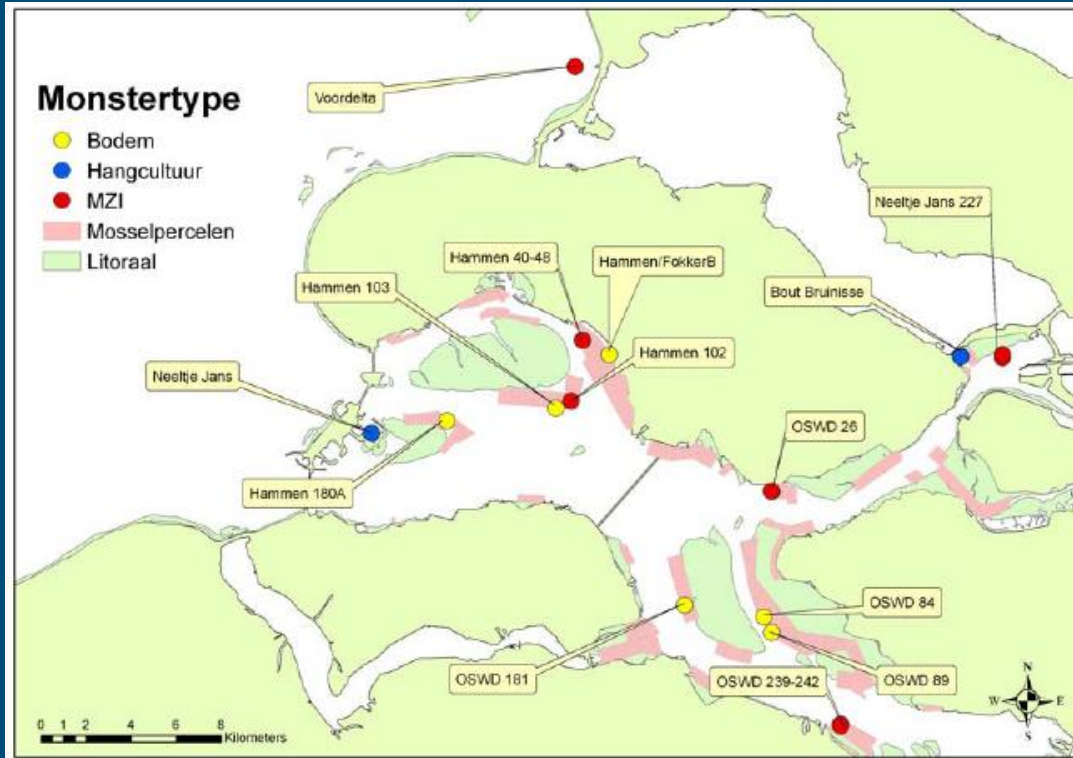 Monstertype
Bodem
Hangcultuur
MZI
Mosselpercelen
Litoraal
Voordelta
Neeltje Jans 227
Hammen 40-48
Hammen/FokkerB
Hammen 103
Bout Bruinisse
Hammen 102
Neeltje Jans
OSWD 26
Hammen 180A
OSWD 84
OSWD 181
OSWD 239-242
OSWD 89
N
W E
S
0 1 2 4 6 8
Kilometers